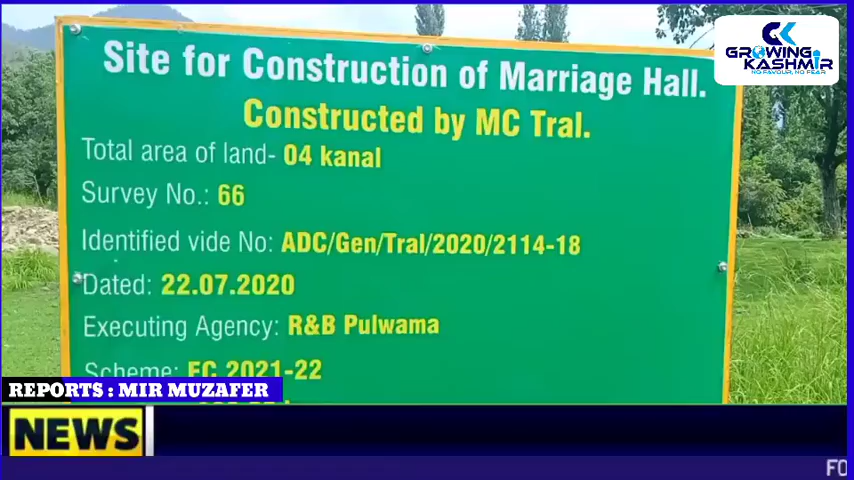 Site for Construction of Marriage Hall.
Constructed by MC Tral.
Total area of land- 04 kanal
Survey No.: 66
Identified vide No: ADC/Gen/Tral/2020/2114-18
Dated: 22.07.2020
Executing Agency: R&B Pulwama
Scheme: FC 2021-22
GK
GROWING
KASHMIR
NO FAVOUR, NO FEAR
REPORTS : MIR MUZAFER
NEWS
FO